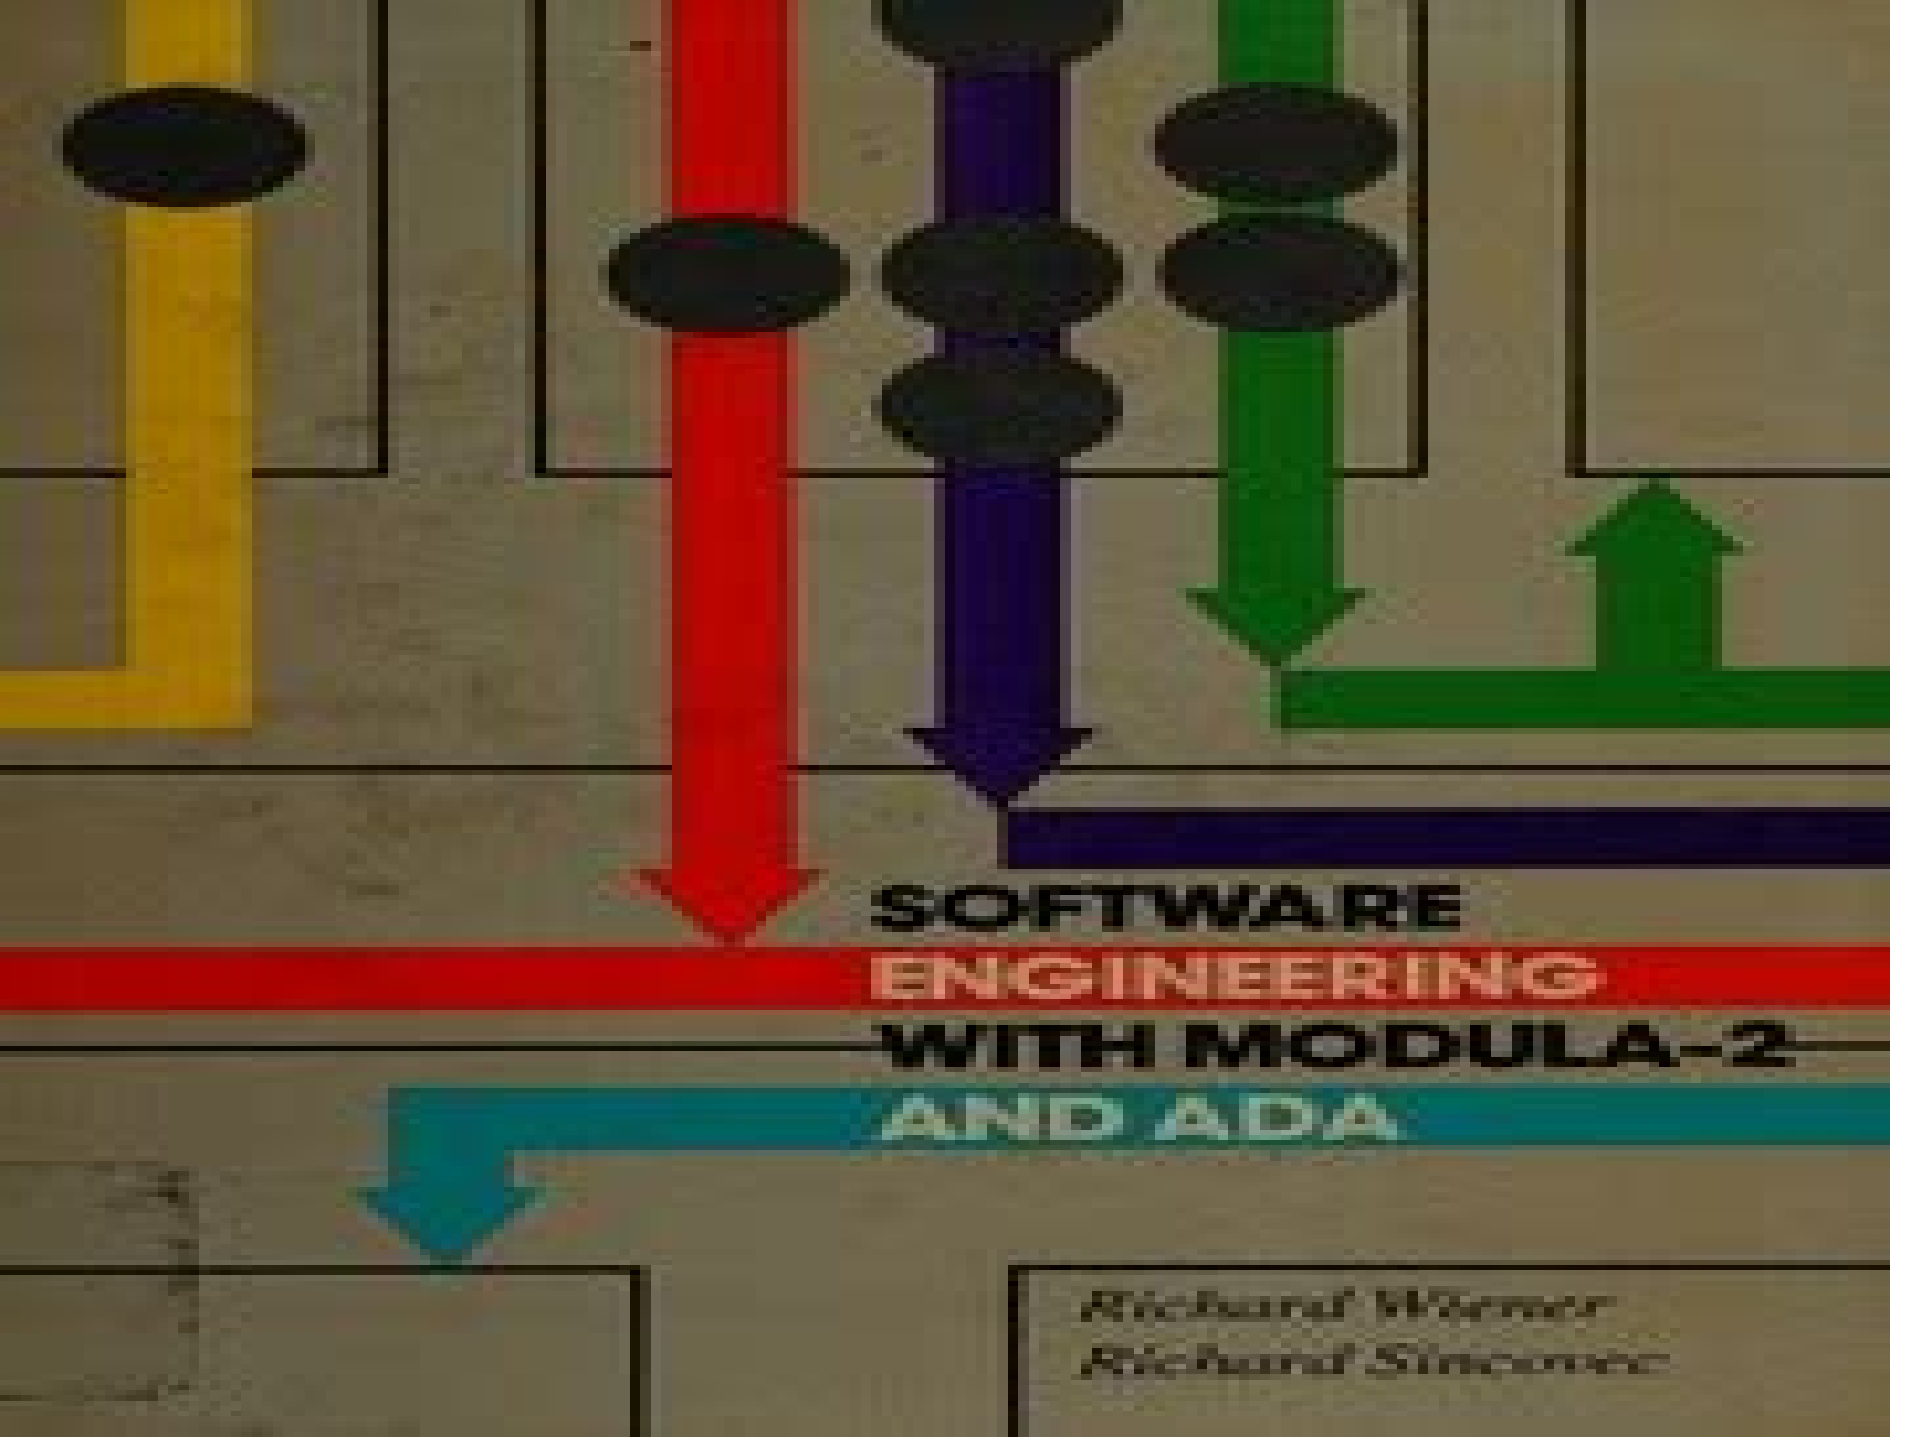 SOFTWARE
ENGINEERING
WITH MODULA-2
AND ADA
Richard Wiener
Richard Sincovec